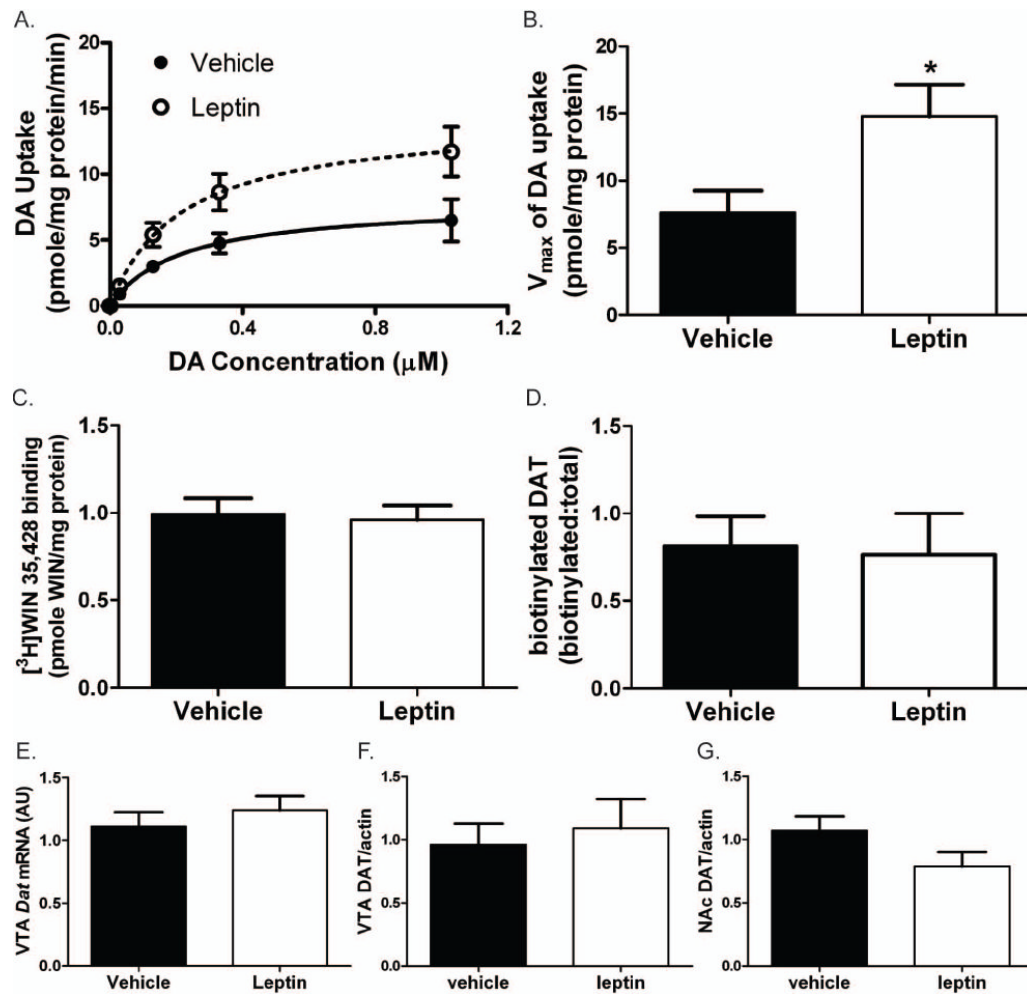 A.
DA Uptake
(pmole/mg protein/min)
20
15
10
5
0
Vehicle
Leptin
0.0 0.4 0.8 1.2
DA Concentration (μM)
B.
Vmax of DA uptake
(pmole/mg protein)
20
15
10
5
0
*
Vehicle Leptin
C.
[³H]WIN 35,428 binding
(pmole WIN/mg protein)
1.5
1.0
0.5
0.0
Vehicle Leptin
D.
biotinylated DAT
(biotinylated:total)
1.5
1.0
0.5
0.0
Vehicle Leptin
E.
VTA Dat mRNA (AU)
1.5
1.0
0.5
0.0
Vehicle Leptin
F.
VTA DAT/actin
1.5
1.0
0.5
0.0
vehicle leptin
G.
NAc DAT/actin
1.5
1.0
0.5
0.0
vehicle leptin